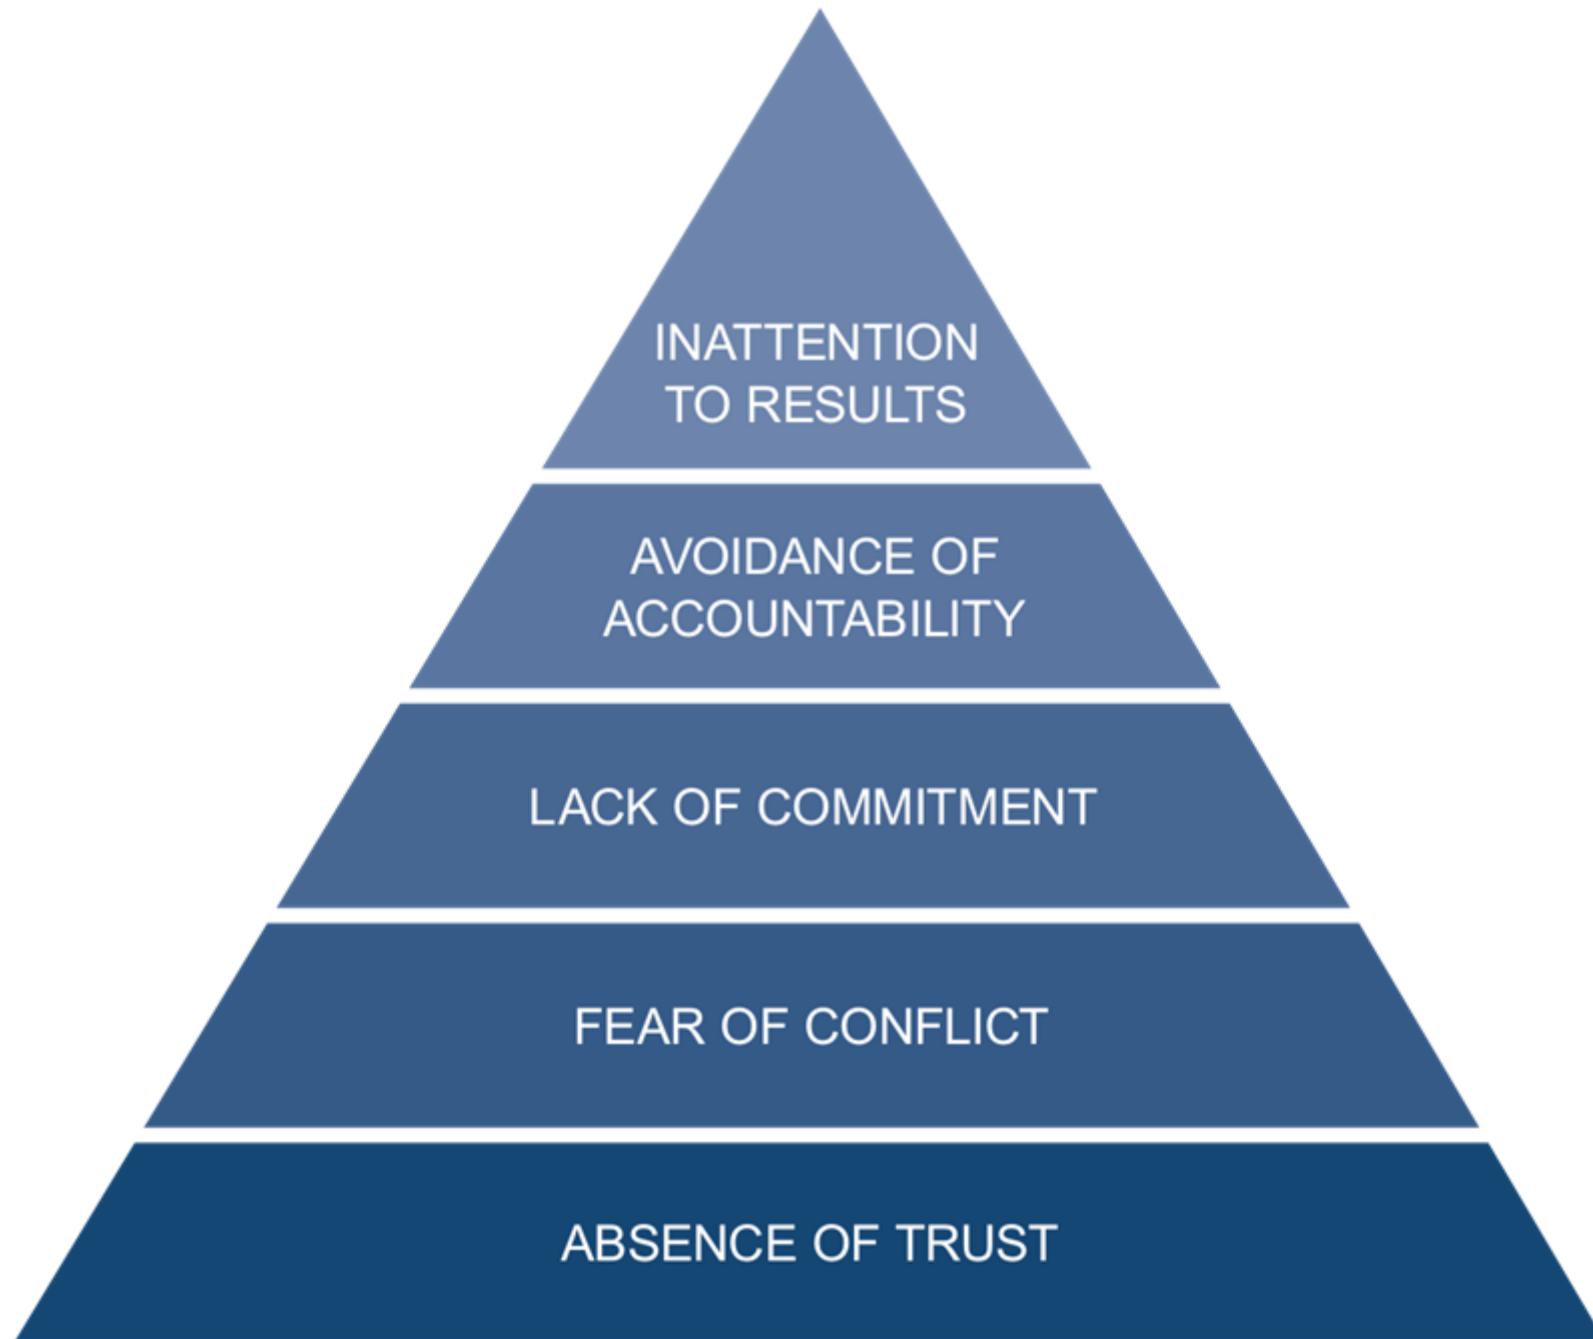 INATTENTION
TO RESULTS
AVOIDANCE OF
ACCOUNTABILITY
LACK OF COMMITMENT
FEAR OF CONFLICT
ABSENCE OF TRUST